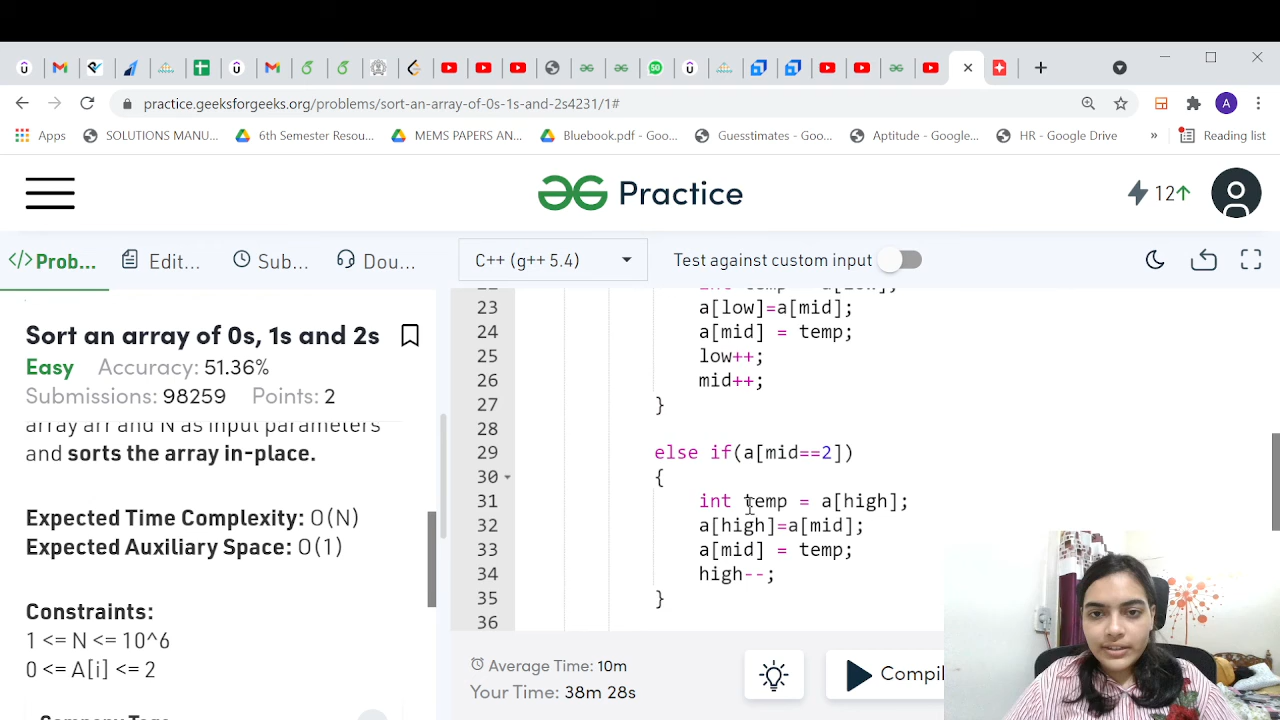 practice.geeksforgeeks.org/problems/sort-an-array-of-0s-1s-and-2s4231/1#
A
Apps
SOLUTIONS MANU...
6th Semester Resou...
MEMS PAPERS AN...
Bluebook.pdf - Goo...
Guesstimates - Goo...
Aptitude - Google...
HR - Google Drive
»
Reading list
Practice
12↑
</> Prob...
Edit...
Sub...
Dou...
C++ (g++ 5.4)
Test against custom input
Sort an array of 0s, 1s and 2s
Easy Accuracy: 51.36%
Submissions: 98259 Points: 2
array arr and N as input parameters
and sorts the array in-place.
Expected Time Complexity: O(N)
Expected Auxiliary Space: O(1)
Constraints:
1 <= N <= 10^6
0 <= A[i] <= 2
Company Tags
int temp = a[low];
23 a[low]=a[mid];
24 a[mid] = temp;
25 low++;
26 mid++;
27 }
28
29 else if(a[mid==2])
30 {
31 int temp = a[high];
32 a[high]=a[mid];
33 a[mid] = temp;
34 high--;
35 }
36
Average Time: 10m
Your Time: 38m 28s
Compil